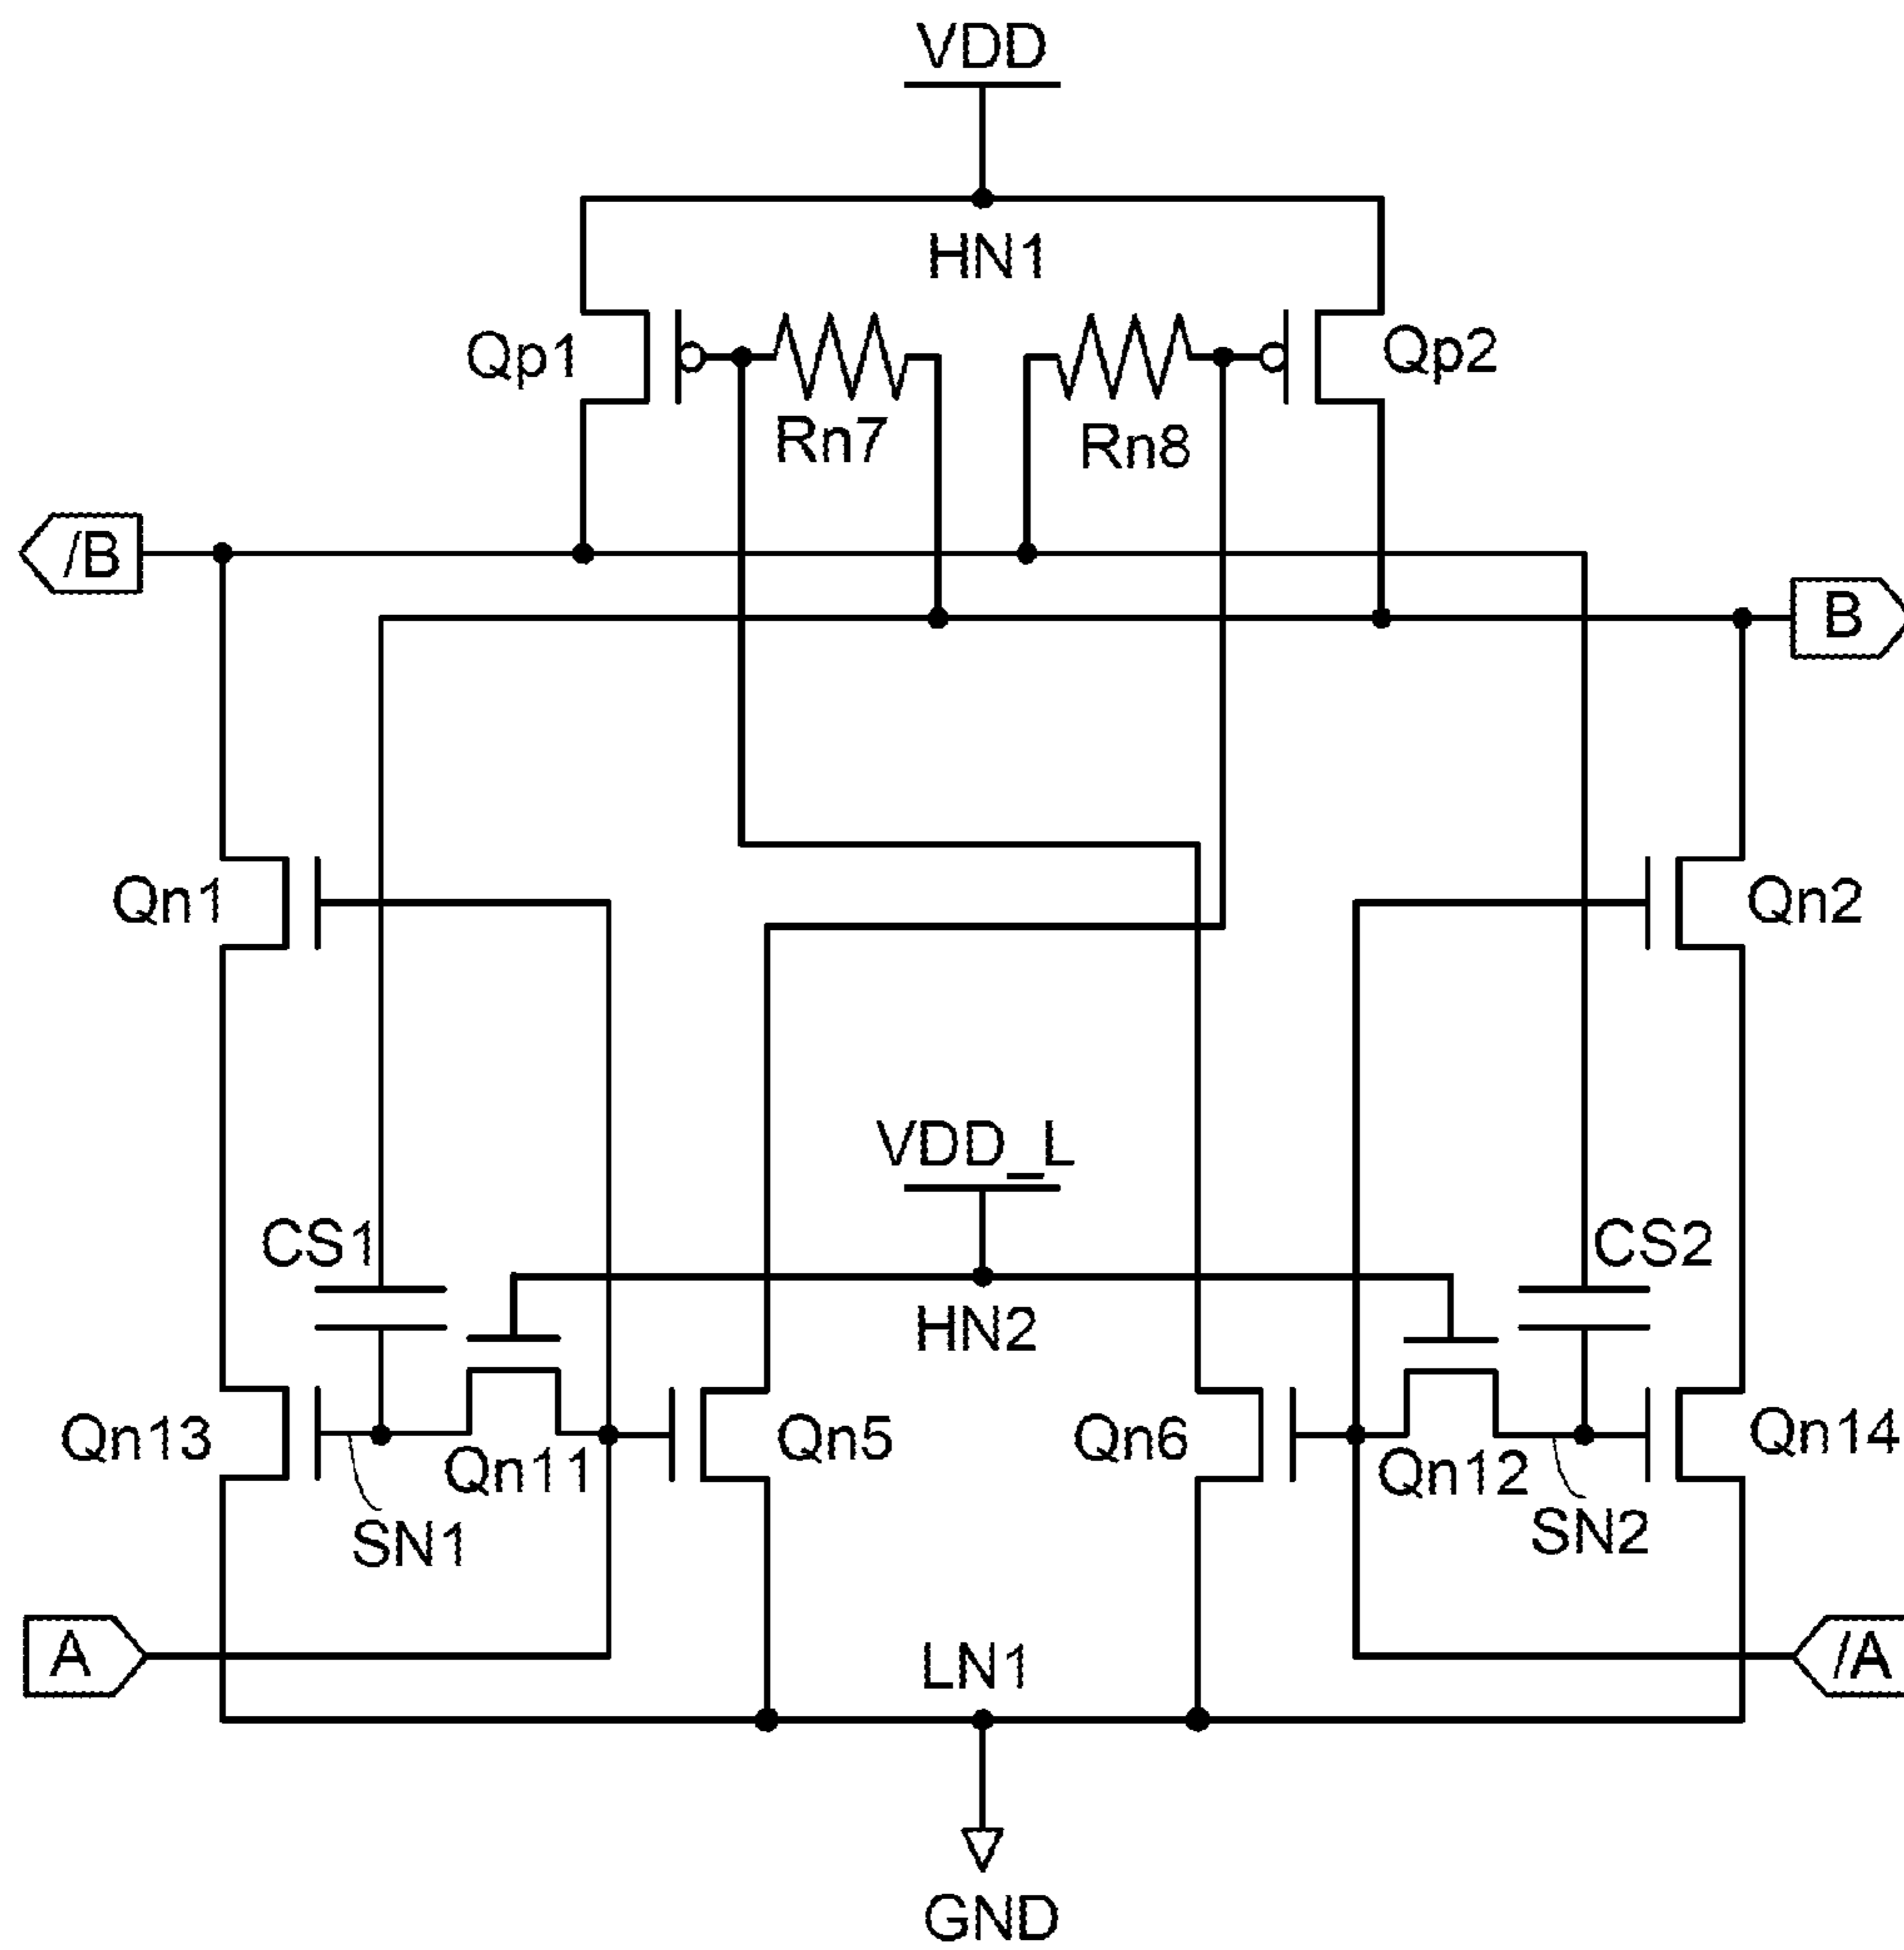 VDD
HN1
Qp1
Qp2
Rn7
Rn8
/B
B
Qn1
Qn2
VDD_L
CS1
CS2
HN2
Qn13
Qn11
Qn5
Qn6
Qn12
Qn14
SN1
SN2
A
LN1
/A
GND